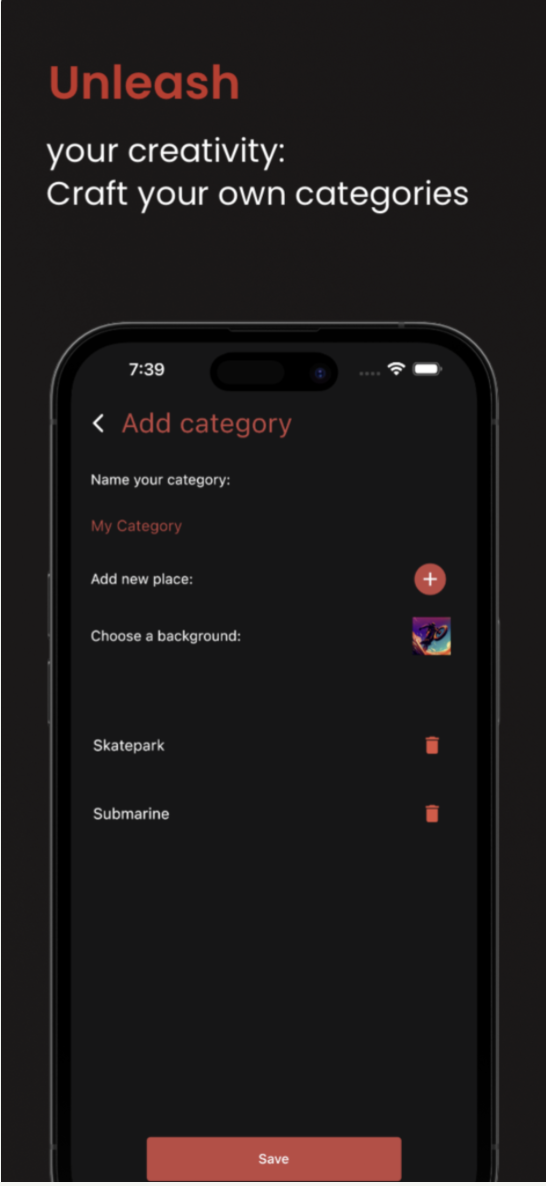 Unleash
your creativity:
Craft your own categories
7:39
Add category
Name your category:
My Category
Add new place:
Choose a background:
Skatepark
Submarine
Save